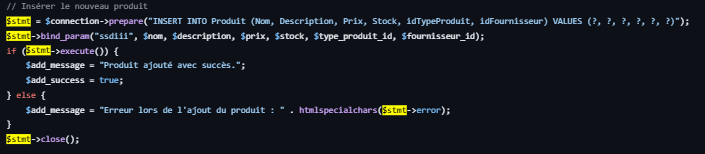 // Insérer le nouveau produit
$stmt = $connection->prepare("INSERT INTO Produit (Nom, Description, Prix, Stock, idTypeProduit, idFournisseur) VALUES (?, ?, ?, ?, ?, ?)");
$stmt->bind_param("ssdiii", $nom, $description, $prix, $stock, $type_produit_id, $fournisseur_id);
if ($stmt->execute()) {
    $add_message = "Produit ajouté avec succès.";
    $add_success = true;
} else {
    $add_message = "Erreur lors de l'ajout du produit : " . htmlspecialchars($stmt->error);
}
$stmt->close();